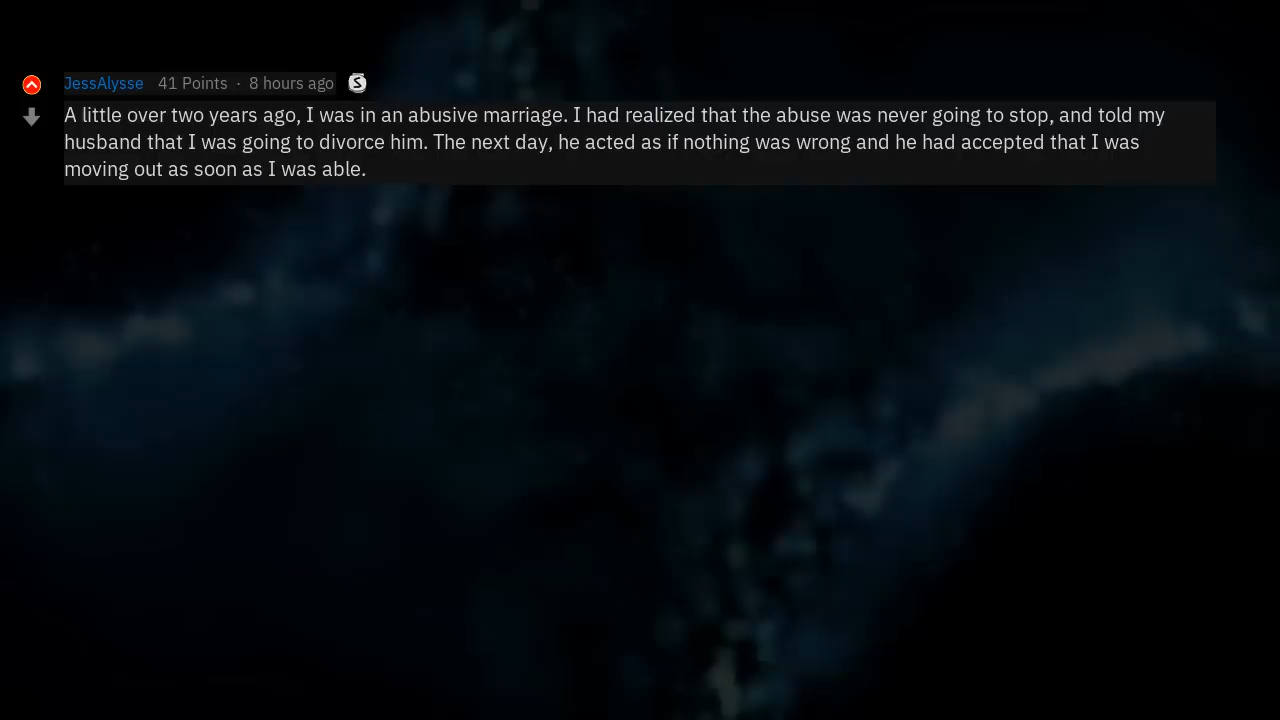 JessAlysse 41 Points · 8 hours ago
A little over two years ago, I was in an abusive marriage. I had realized that the abuse was never going to stop, and told my
husband that I was going to divorce him. The next day, he acted as if nothing was wrong and he had accepted that I was
moving out as soon as I was able.